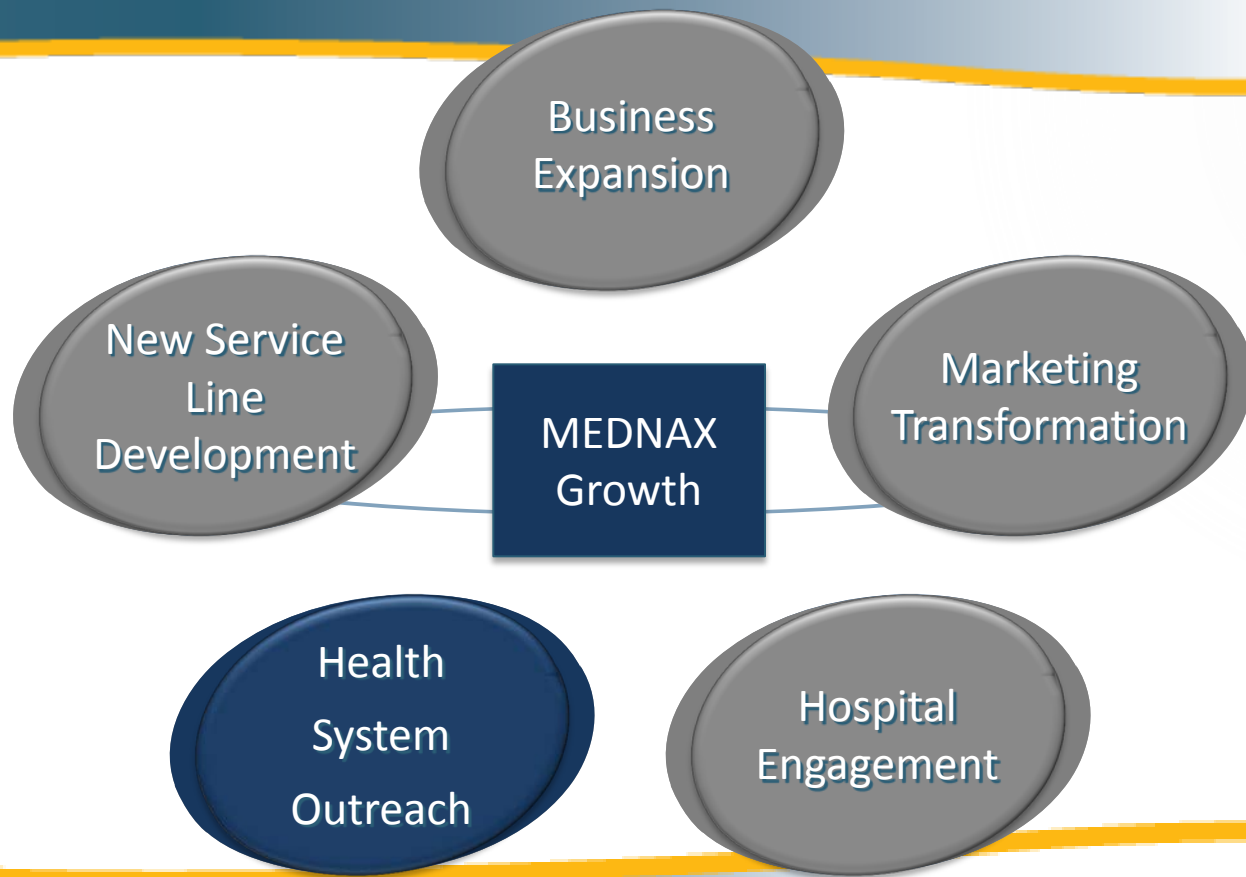 Business
Expansion
New Service
Line
Development
Marketing
Transformation
MEDNAX
Growth
Health
System
Outreach
Hospital
Engagement